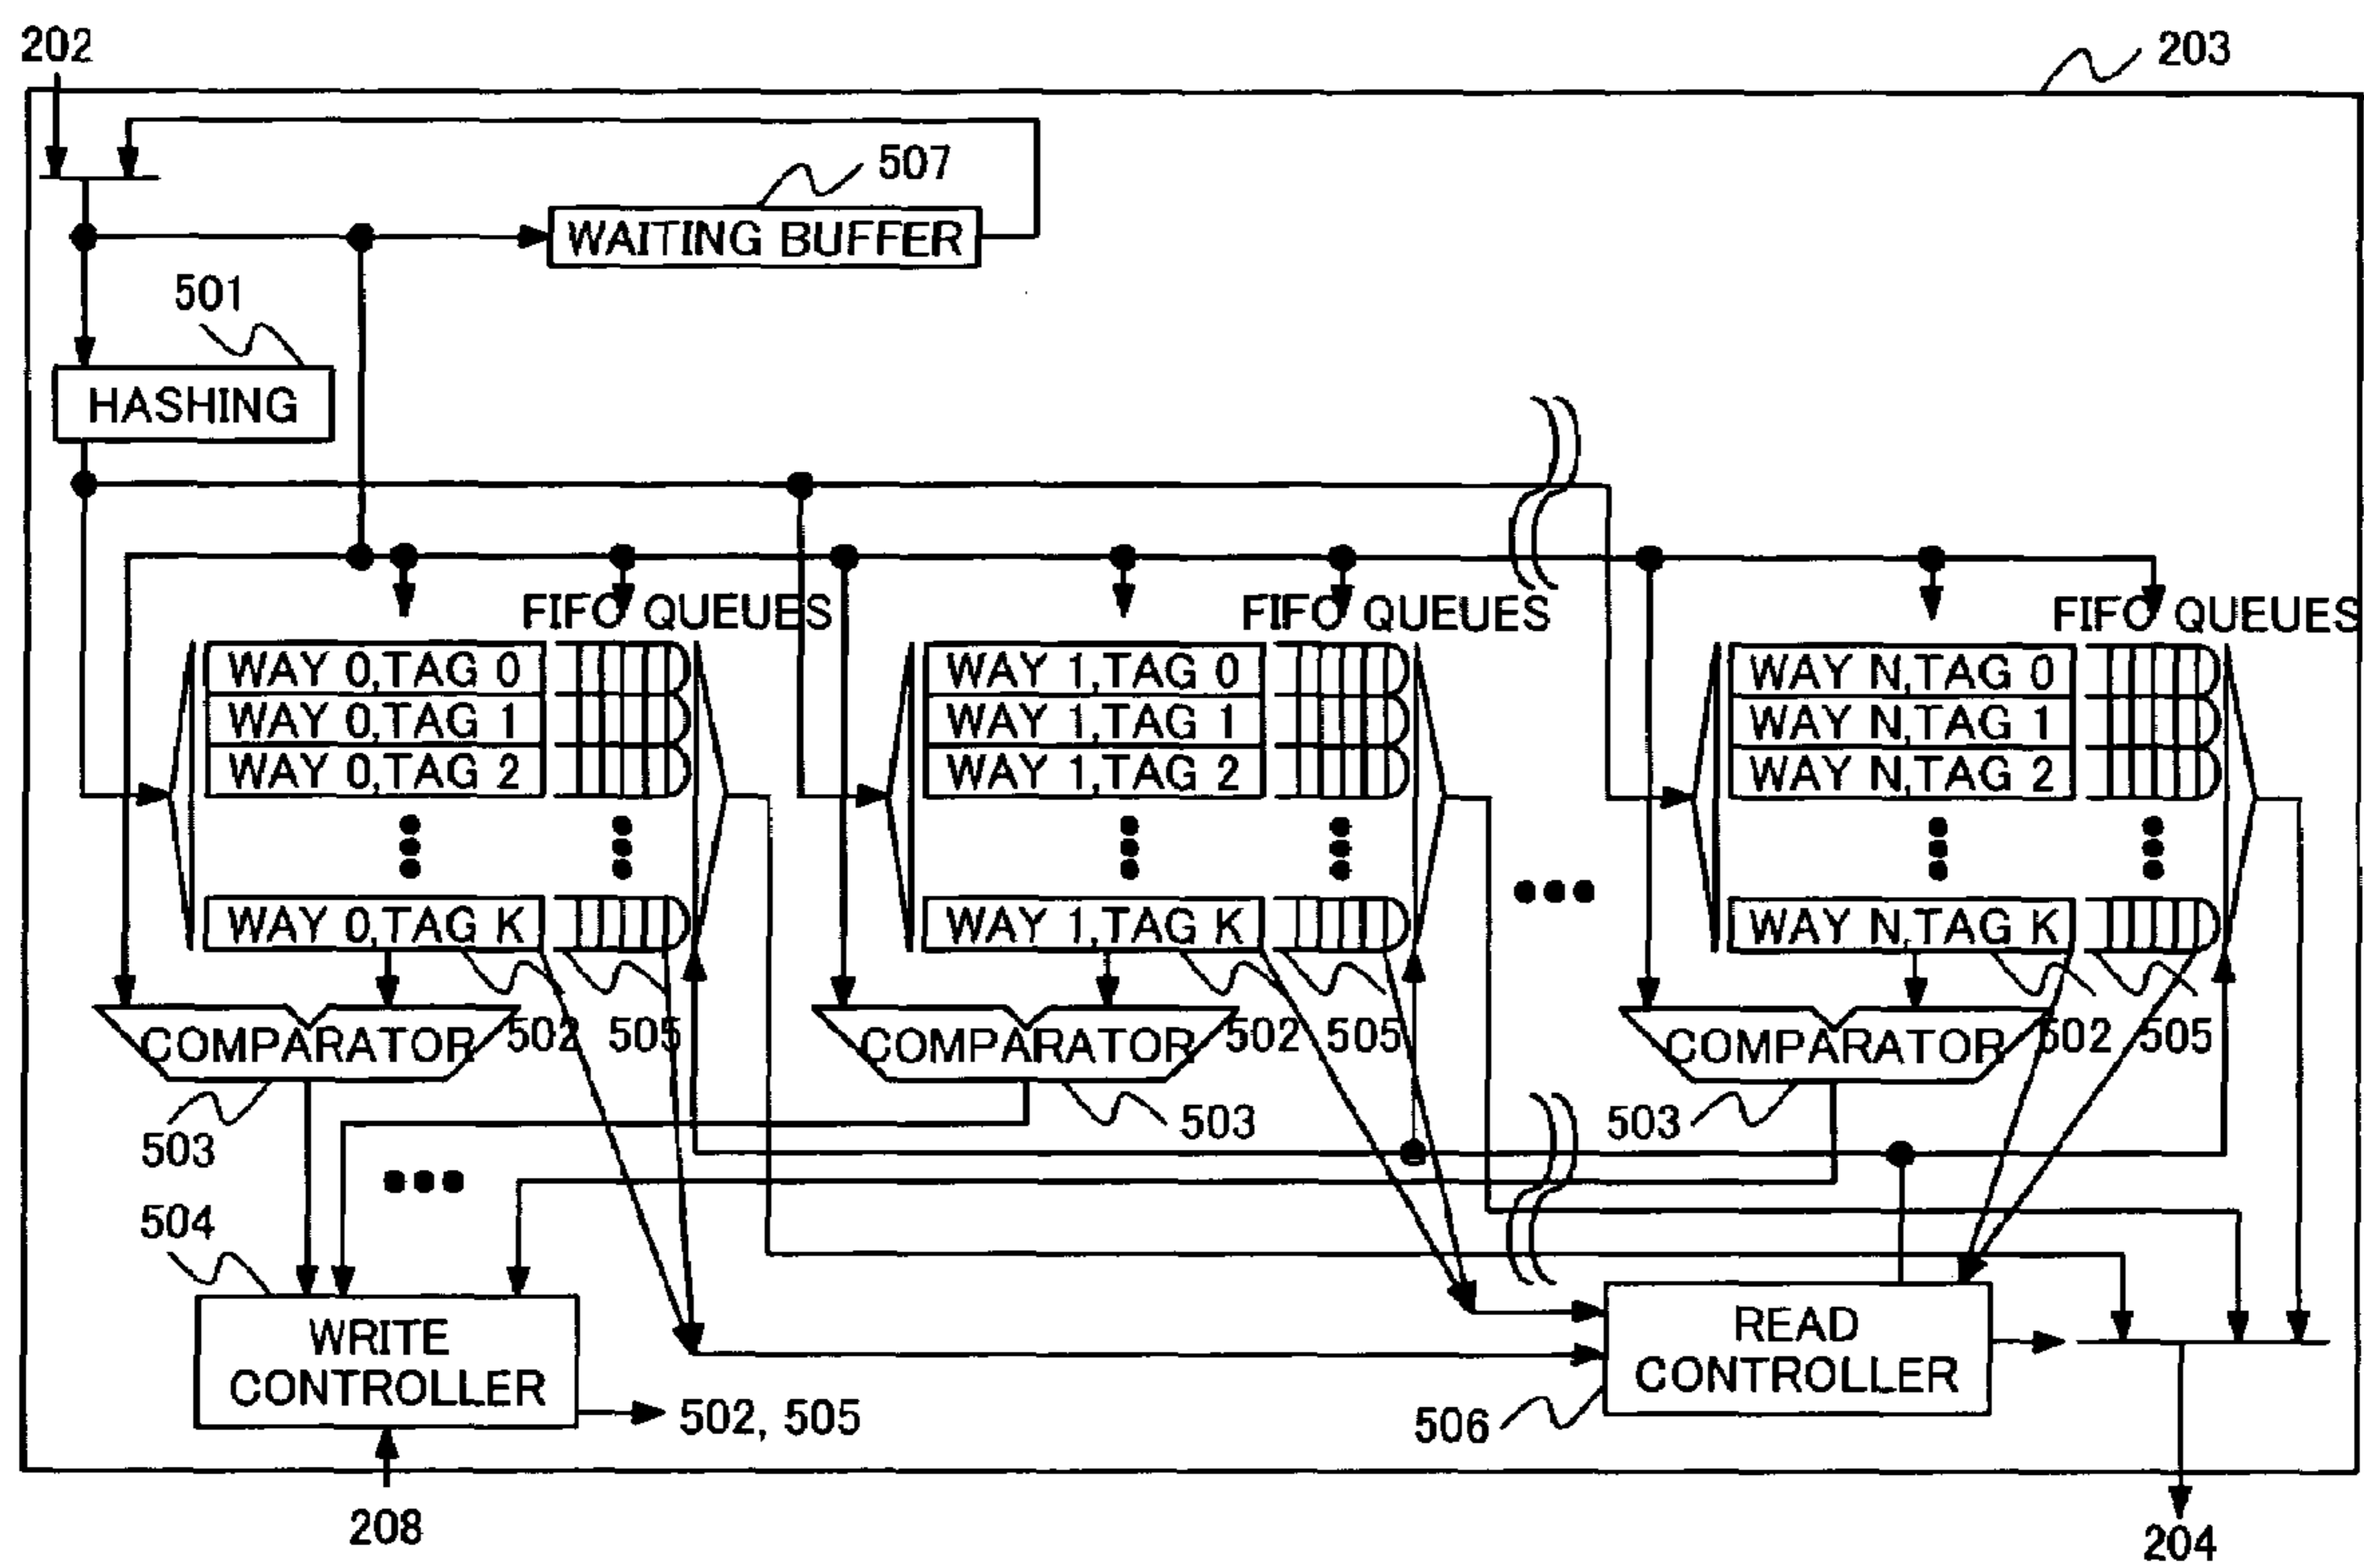 202
203
507
WAITING BUFFER
501
HASHING
FIFO QUEUES
FIFO QUEUES
FIFO QUEUES
WAY 0,TAG 0
WAY 0,TAG 1
WAY 0,TAG 2
WAY 0,TAG K
WAY 1,TAG 0
WAY 1,TAG 1
WAY 1,TAG 2
WAY 1,TAG K
WAY N,TAG 0
WAY N,TAG 1
WAY N,TAG 2
WAY N,TAG K
COMPARATOR
502
505
COMPARATOR
502
505
COMPARATOR
502
505
503
503
503
504
WRITE
CONTROLLER
502, 505
READ
CONTROLLER
506
208
204